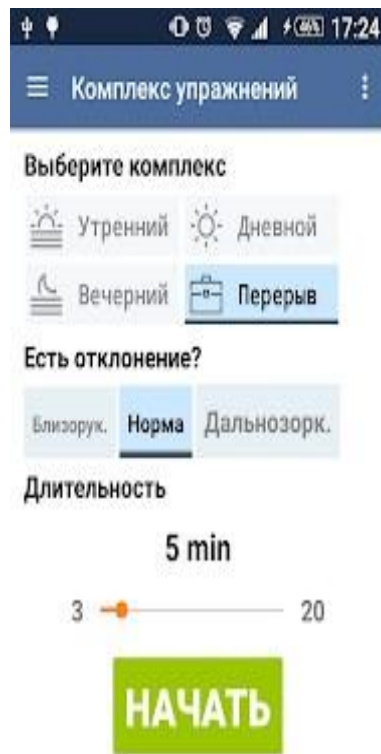 46% 17:24
Комплекс упражнений
Выберите комплекс
Утренний Дневной
Вечерний Перерыв
Есть отклонение?
Близорук. Норма Дальнозорк.
Длительность
5 min
3 20
НАЧАТЬ